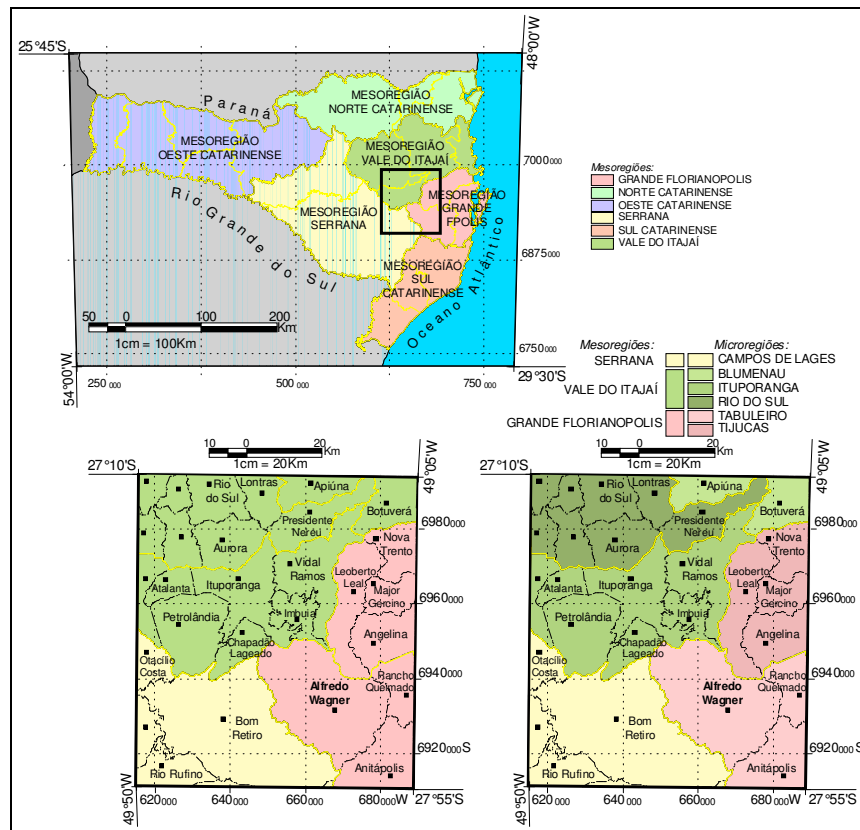 25°45'S
48°00'W
Paraná
MESOREGIÃO
NORTE CATARINENSE
MESOREGIÃO
OESTE CATARINENSE
MESOREGIÃO
VALE DO ITAJAÍ
7000000
MESOREGIÃO
GRANDE
FPOLIS
MESOREGIÃO
SERRANA
Rio Grande do Sul
6875000
MESOREGIÃO
SUL
CATARINENSE
Oceano Atlántico
50 0 100 200
Km
1cm = 100Km
6750000
54°00'W
250000 500000 750000
29°30'S
Mesoregiões:
GRANDE FLORIANOPOLIS
NORTE CATARINENSE
OESTE CATARINENSE
SERRANA
SUL CATARINENSE
VALE DO ITAJAÍ
Mesoregiões: Microregiões:
SERRANA CAMPOS DE LAGES
BLUMENAU
VALE DO ITAJAÍ ITUPORANGA
RIO DO SUL
GRANDE FLORIANOPOLIS TABULEIRO
TIJUCAS
10 0 20
Km
1cm = 20Km
27°10'S
49°05'W
Rio
do Sul
Lontras
Apiúna
Botuverá
Presidente
Nereu
6980000
Aurora
Nova
Trento
Vidal
Ramos
Leoberto
Leal
Atalanta
Ituporanga
Major
Gercino
6960000
Petrolândia
Imbuia
Chapadão
Lageado
Angelina
Otacílio
Costa
6940000
Rancho
Queimado
Alfredo
Wagner
Bom
Retiro
6920000S
Rio Rufino
Anitápolis
49°50'W
620000 640000 660000 680000W 27°55'S
10 0 20
Km
1cm = 20Km
27°10'S
49°05'W
Rio
do Sul
Lontras
Apiúna
Botuverá
Presidente
Nereu
6980000
Aurora
Nova
Trento
Vidal
Ramos
Leoberto
Leal
Atalanta
Ituporanga
Major
Gercino
6960000
Petrolândia
Imbuia
Chapadão
Lageado
Angelina
Otacílio
Costa
6940000
Rancho
Queimado
Alfredo
Wagner
Bom
Retiro
6920000S
Rio Rufino
Anitápolis
49°50'W
620000 640000 660000 680000W 27°55'S